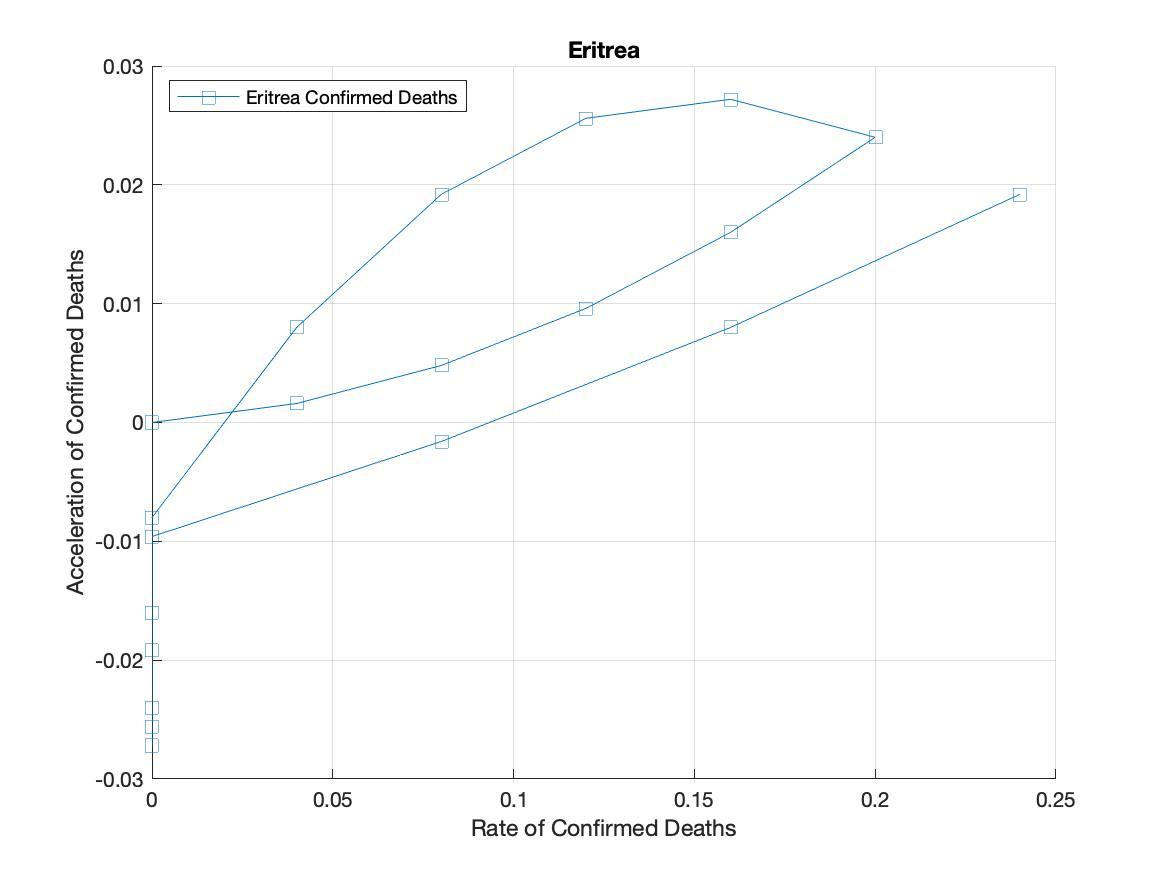 Eritrea
Eritrea Confirmed Deaths
0.03
0.02
0.01
0
-0.01
-0.02
-0.03
Acceleration of Confirmed Deaths
0 0.05 0.1 0.15 0.2 0.25
Rate of Confirmed Deaths